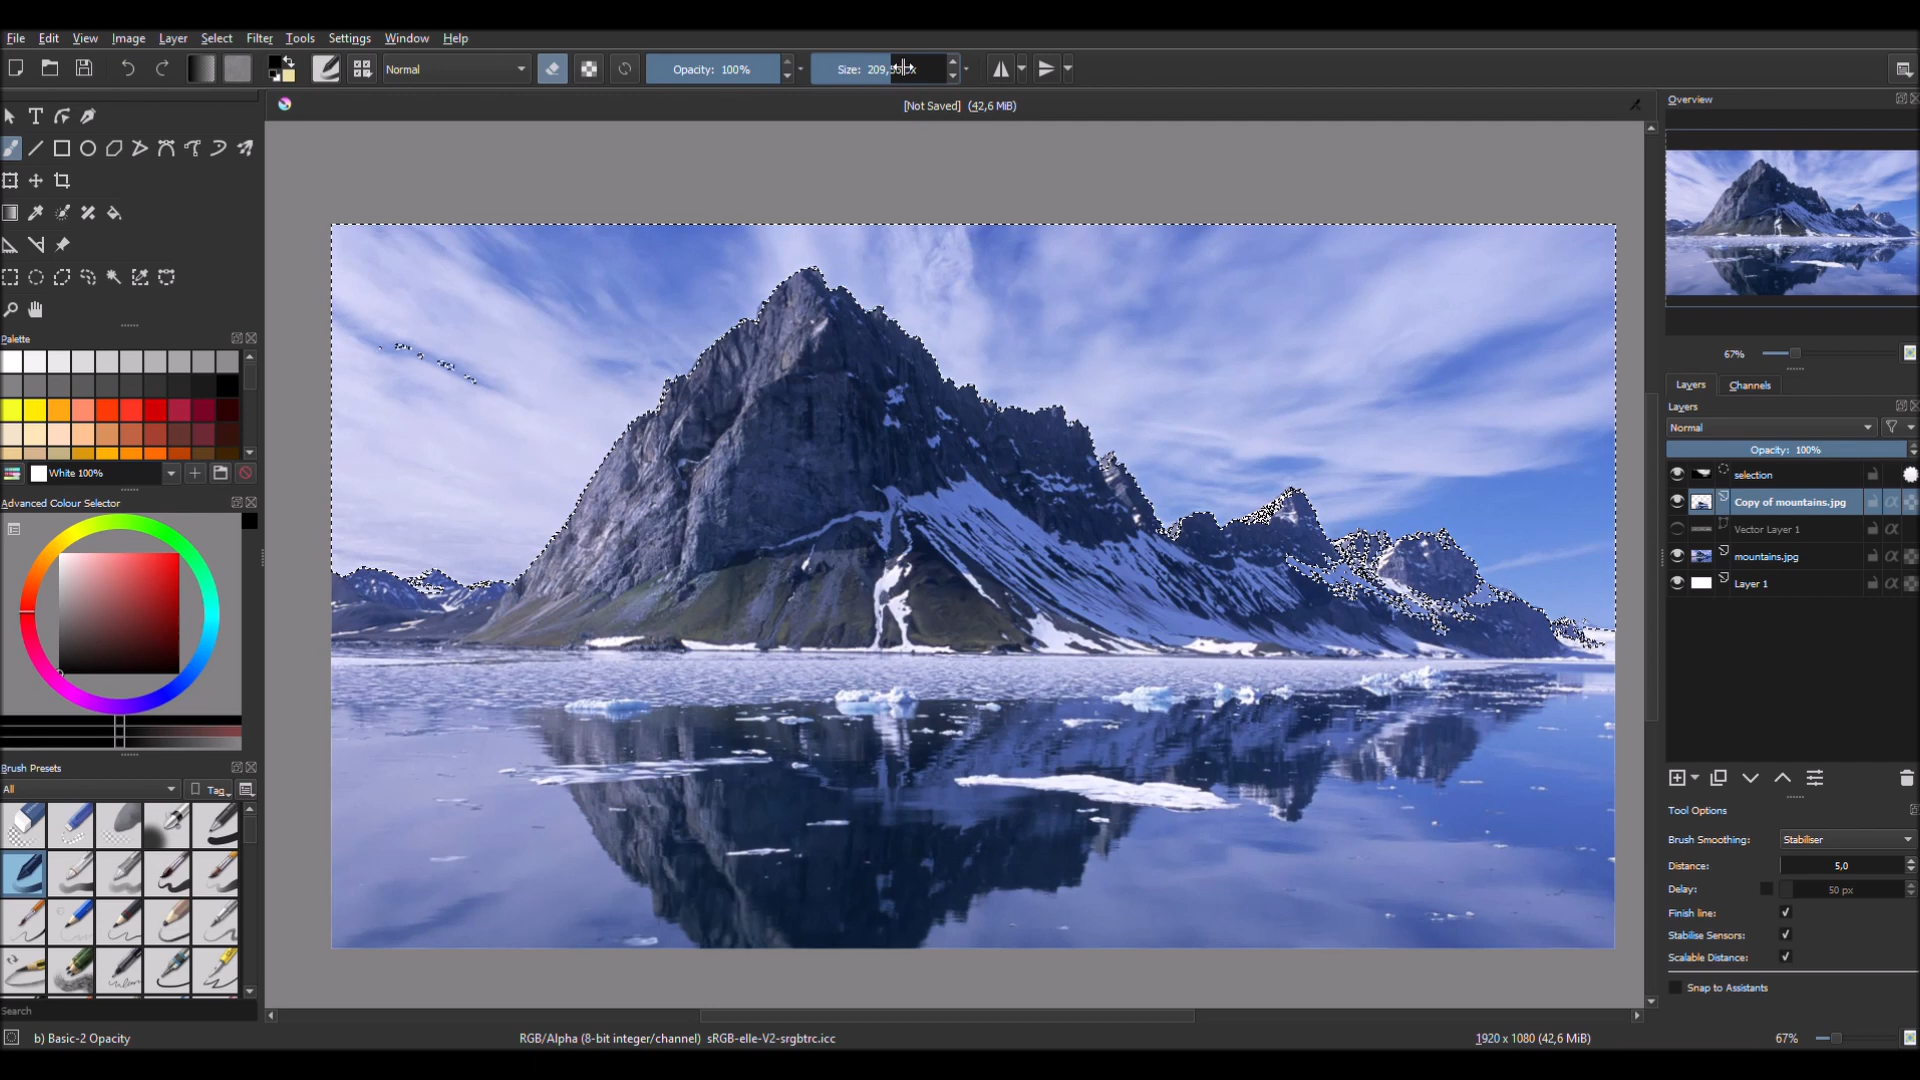 File Edit View Image Layer Select Filter Tools Settings Window Help
Normal Opacity: 100% Size: 209,
[Not Saved] (42,6 MiB)
Overview
67%
Palette
White 100%
Advanced Colour Selector
Brush Presets
All Tag
Search
b) Basic-2 Opacity
RGB/Alpha (8-bit integer/channel) sRGB-elle-V2-srgbtrc.icc
1920 x 1080 (42,6 MiB)
67%
Layers Channels
Layers
Normal
Opacity: 100%
selection
Copy of mountains.jpg
Vector Layer 1
mountains.jpg
Layer 1
Tool Options
Brush Smoothing: Stabiliser
Distance: 5,0
Delay: 50 px
Finish line:
Stabilise Sensors:
Scalable Distance:
Snap to Assistants